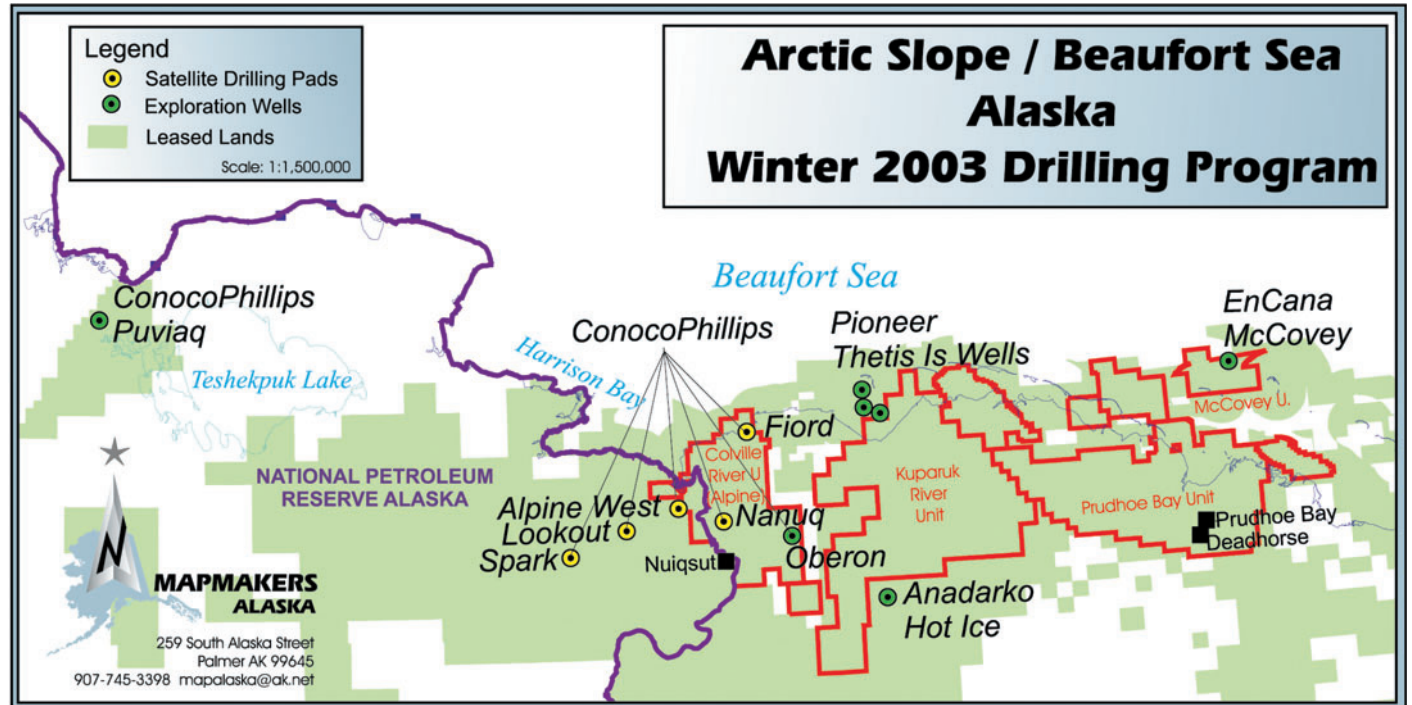 Legend
Satellite Drilling Pads
Exploration Wells
Leased Lands
Scale: 1:1,500,000
Arctic Slope / Beaufort Sea
Alaska
Winter 2003 Drilling Program
Beaufort Sea
ConocoPhillips
Puviaq
Teshekpuk Lake
Harrison Bay
ConocoPhillips
Pioneer
Thetis Is Wells
EnCana
McCovey
McCovey U.
Fiord
Colville
River U
(Alpine)
Kuparuk
River
Unit
Prudhoe Bay Unit
NATIONAL PETROLEUM
RESERVE ALASKA
Alpine West
Lookout
Spark
Nanuq
Oberon
Nuiqsut
Prudhoe Bay
Deadhorse
Anadarko
Hot Ice
N
MAPMAKERS
ALASKA
259 South Alaska Street
Palmer AK 99645
907-745-3398 mapalaska@ak.net